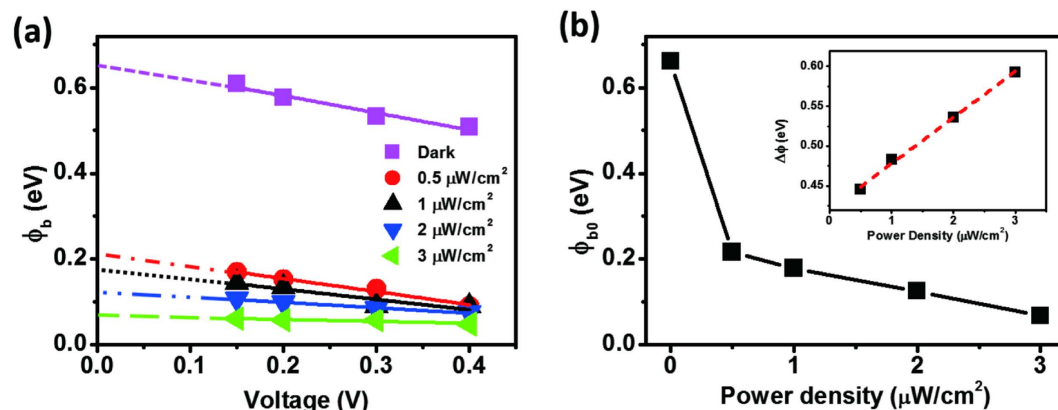 (a)
0.6
0.4
0.2
0.0
ϕb (eV)
0.0 0.1 0.2 0.3 0.4
Voltage (V)
Dark
0.5 μW/cm²
1 μW/cm²
2 μW/cm²
3 μW/cm²
(b)
0.6
0.4
0.2
0.0
ϕb0 (eV)
0 1 2 3
Power density (μW/cm²)
0.60
0.55
0.50
0.45
Δϕ (eV)
0 1 2 3
Power Density (μW/cm²)